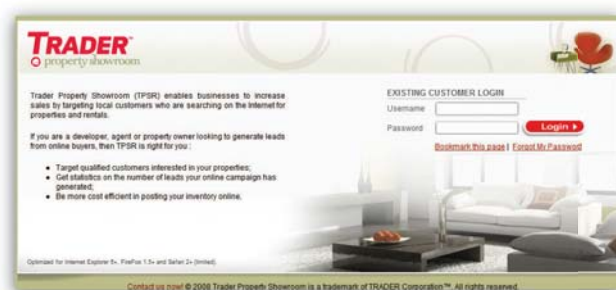 TRADER™
property showroom
Trader Property Showroom (TPSR) enables businesses to increase
sales by targeting local customers who are searching on the internet for
properties and rentals.
If you are a developer, agent or property owner looking to generate leads
from online buyers, then TPSR is right for you :
• Target qualified customers interested in your properties;
• Get statistics on the number of leads your online campaign has
generated;
• Be more cost efficient in posting your inventory online.
EXISTING CUSTOMER LOGIN
Username
Password
Login
Bookmark this page | Forgot My Password
Optimized for Internet Explorer 6+, FireFox 1.5+ and Safari 2+ (limited).
Contact us now! © 2008 Trader Property Showroom is a trademark of TRADER Corporation™. All rights reserved.